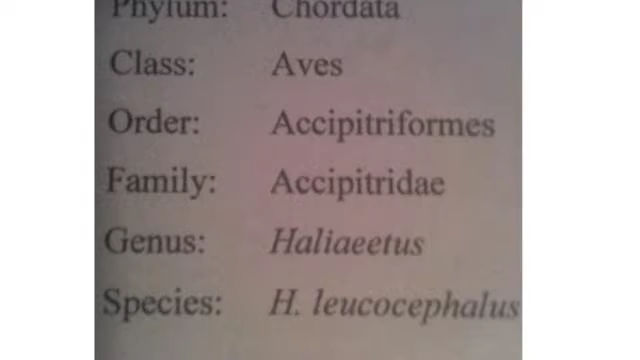 Phylum: Chordata
Class: Aves
Order: Accipitriformes
Family: Accipitridae
Genus: Haliaeetus
Species: H. leucocephalus